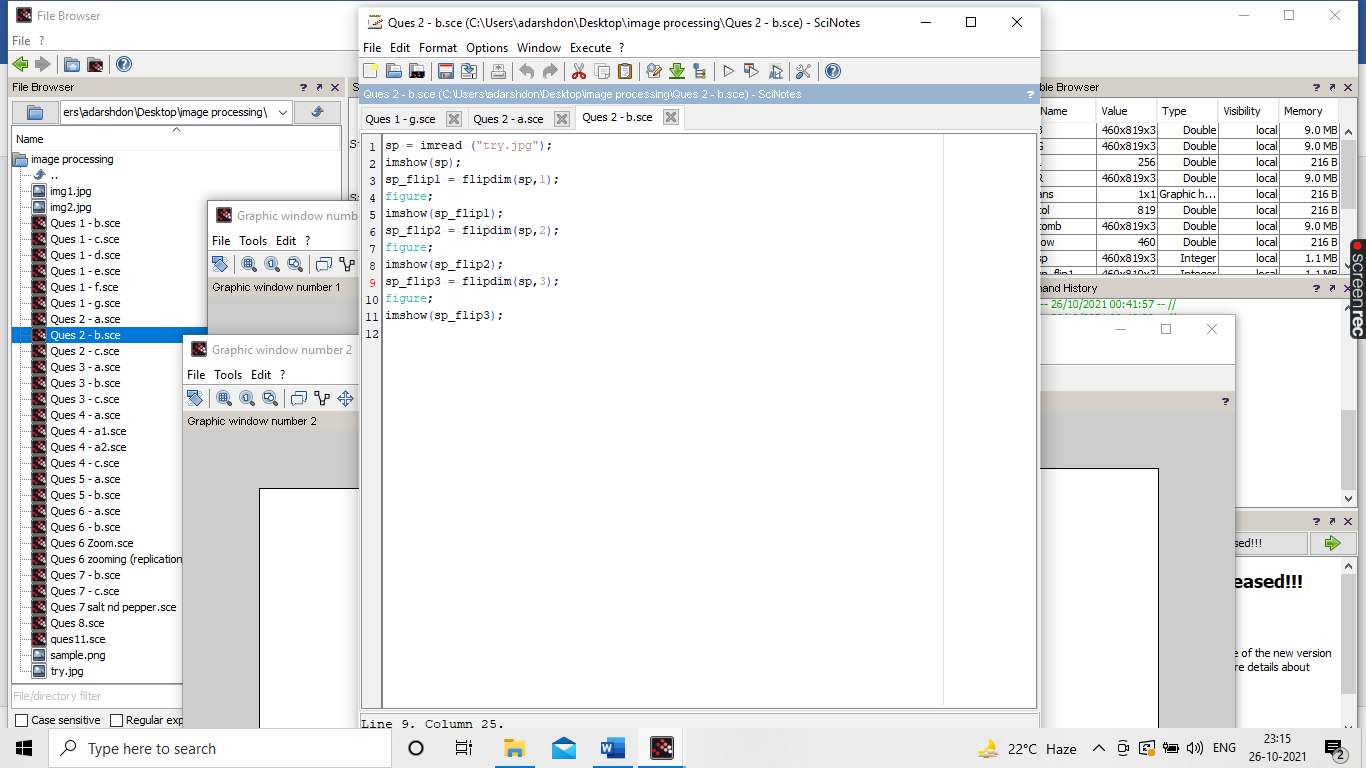 File Browser
File ?
File Browser
ers\adarshdon\Desktop\image processing\
Name
image processing
..
img1.jpg
img2.jpg
Ques 1 - b.sce
Ques 1 - c.sce
Ques 1 - d.sce
Ques 1 - e.sce
Ques 1 - f.sce
Ques 1 - g.sce
Ques 2 - a.sce
Ques 2 - b.sce
Ques 2 - c.sce
Ques 3 - a.sce
Ques 3 - b.sce
Ques 3 - c.sce
Ques 4 - a.sce
Ques 4 - a1.sce
Ques 4 - a2.sce
Ques 4 - c.sce
Ques 5 - a.sce
Ques 5 - b.sce
Ques 6 - a.sce
Ques 6 - b.sce
Ques 6 Zoom.sce
Ques 6 zooming (replication
Ques 7 - b.sce
Ques 7 - c.sce
Ques 7 salt nd pepper.sce
Ques 8.sce
ques11.sce
sample.png
try.jpg
File/directory filter
Case sensitive Regular exp
Graphic window numb
File Tools Edit ?
Graphic window number 1
Graphic window number 2
File Tools Edit ?
Graphic window number 2
Ques 2 - b.sce (C:\Users\adarshdon\Desktop\image processing\Ques 2 - b.sce) - SciNotes
File Edit Format Options Window Execute ?
Ques 2 - b.sce (C:\Users\adarshdon\Desktop\image processing\Ques 2 - b.sce) - SciNotes
Ques 1 - g.sce Ques 2 - a.sce Ques 2 - b.sce
1 sp = imread ("try.jpg");
2 imshow(sp);
3 sp_flip1 = flipdim(sp,1);
4 figure;
5 imshow(sp_flip1);
6 sp_flip2 = flipdim(sp,2);
7 figure;
8 imshow(sp_flip2);
9 sp_flip3 = flipdim(sp,3);
10 figure;
11 imshow(sp_flip3);
12
Line 9, Column 25.
ble Browser
Name Value Type Visibility Memory
460x819x3 Double local 9.0 MB
460x819x3 Double local 9.0 MB
256 Double local 216 B
R 460x819x3 Double local 9.0 MB
ans 1x1 Graphic h... local 216 B
ol 819 Double local 216 B
omb 460x819x3 Double local 9.0 MB
ow 460 Double local 216 B
sp 460x819x3 Integer local 1.1 MB
460x819x3 Integer local 1.1 MB
and History
-- 26/10/2021 00:41:57 -- //
screenrec
sed!!!
eased!!!
e of the new version
re details about
Type here to search
22°C Haze
ENG
23:15
26-10-2021
2